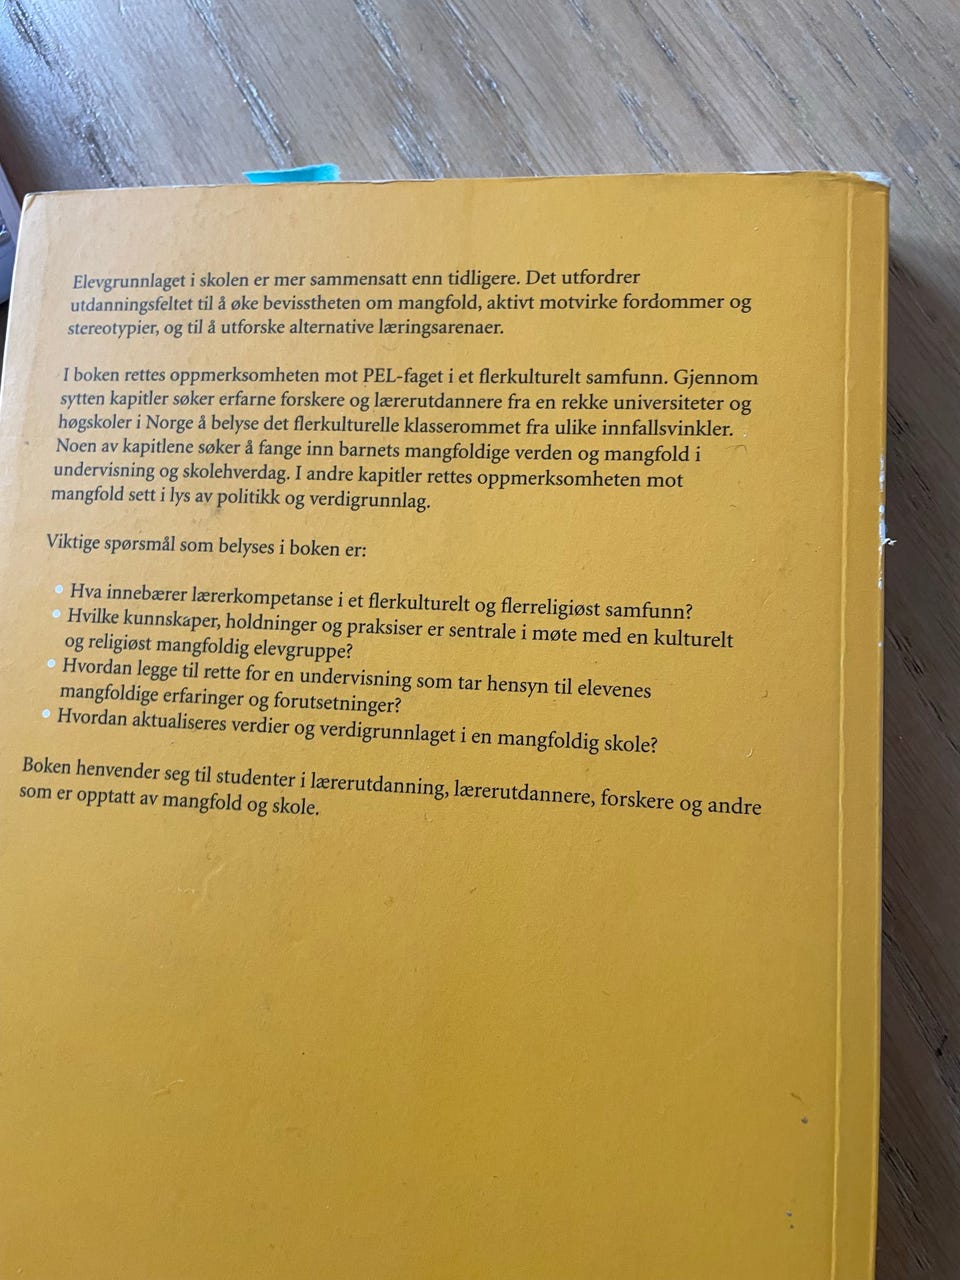 Elevgrunnlaget i skolen er mer sammensatt enn tidligere. Det utfordrer
utdanningsfeltet til å øke bevisstheten om mangfold, aktivt motvirke fordommer og
stereotypier, og til å utforske alternative læringsarenaer.
I boken rettes oppmerksomheten mot PEL-faget i et flerkulturelt samfunn. Gjennom
sytten kapitler søker erfarne forskere og lærerutdannere fra en rekke universiteter og
høgskoler i Norge å belyse det flerkulturelle klasserommet fra ulike innfallsvinkler.
Noen av kapitlene søker å fange inn barnets mangfoldige verden og mangfold i
undervisning og skolehverdag. I andre kapitler rettes oppmerksomheten mot
mangfold sett i lys av politikk og verdigrunnlag.
Viktige spørsmål som belyses i boken er:
• Hva innebærer lærerkompetanse i et flerkulturelt og flerreligiøst samfunn?
• Hvilke kunnskaper, holdninger og praksiser er sentrale i møte med en kulturelt
og religiøst mangfoldig elevgruppe?
• Hvordan legge til rette for en undervisning som tar hensyn til elevenes
mangfoldige erfaringer og forutsetninger?
• Hvordan aktualiseres verdier og verdigrunnlaget i en mangfoldig skole?
Boken henvender seg til studenter i lærerutdanning, lærerutdannere, forskere og andre
som er opptatt av mangfold og skole.